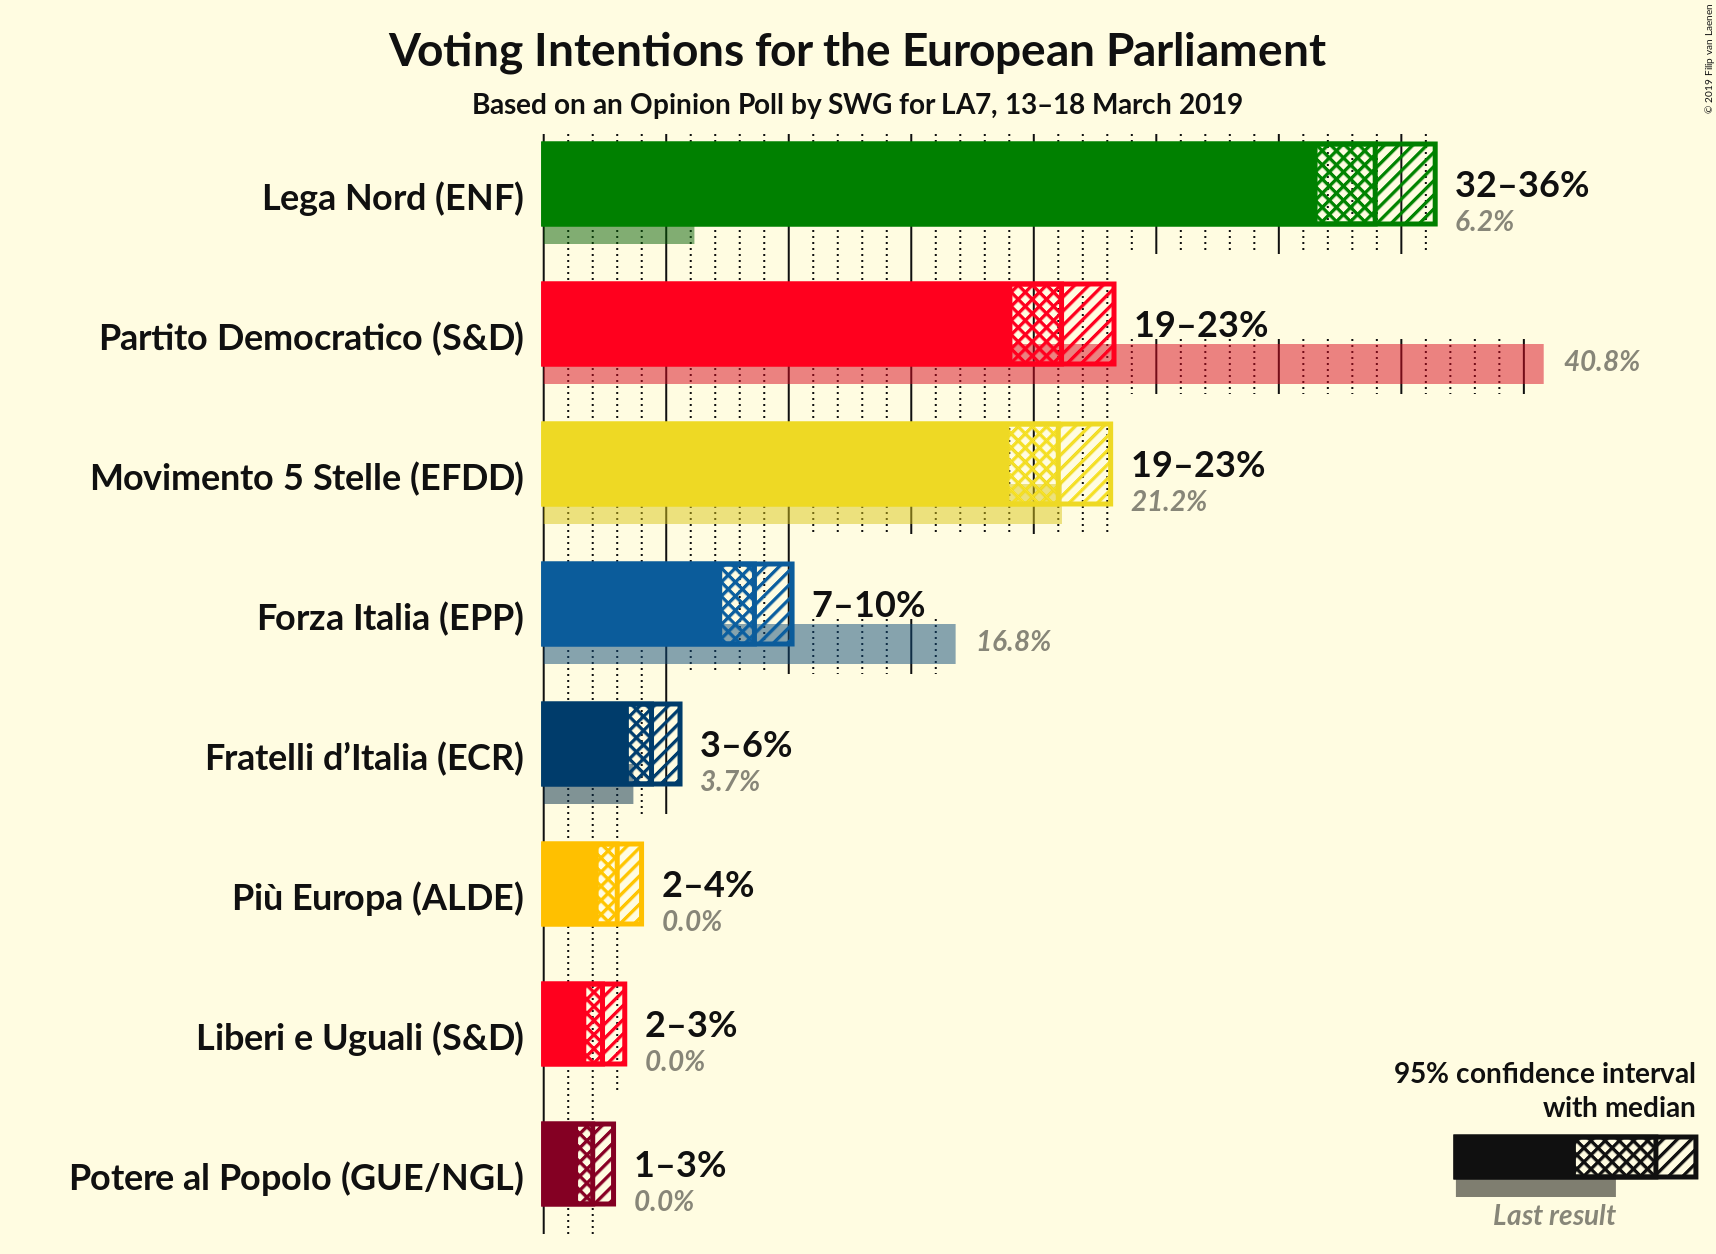 Voting Intentions for the European Parliament
Based on an Opinion Poll by SWG for LA7, 13–18 March 2019
© 2019 Filip van Laenen
Lega Nord (ENF)
32–36%
6.2%
Partito Democratico (S&D)
19–23%
40.8%
Movimento 5 Stelle (EFDD)
19–23%
21.2%
Forza Italia (EPP)
7–10%
16.8%
Fratelli d’Italia (ECR)
3–6%
3.7%
Più Europa (ALDE)
2–4%
0.0%
Liberi e Uguali (S&D)
2–3%
0.0%
Potere al Popolo (GUE/NGL)
1–3%
0.0%
95% confidence interval
with median
Last result